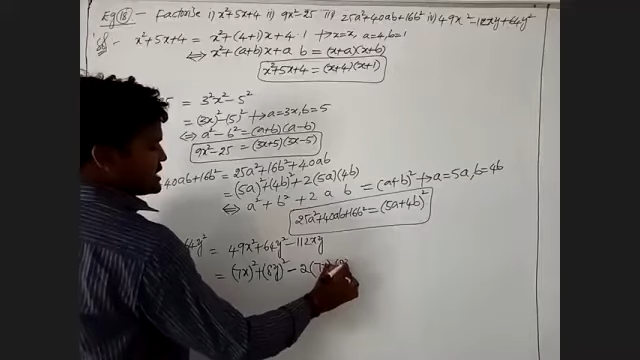 Eg 18 :- Factorise i) x²+5x+4 ii) 9x²-25 iii) 25a²+40ab+16b² iv) 49x²-112xy+64y²
Sol :- x²+5x+4 = x²+(4+1)x+4·1 → x=x, a=4, b=1
⇔ x²+(a+b)x+a b = (x+a)(x+b)
x²+5x+4 = (x+4)(x+1)
25 = 3²x²-5²
= (3x)²-(5)² → a=3x, b=5
⇔ a²-b² = (a+b)(a-b)
9x²-25 = (3x+5)(3x-5)
40ab+16b² = 25a²+16b²+40ab
= (5a)²+(4b)²+2(5a)(4b)
⇔ a²+b²+2 a b = (a+b)² → a=5a, b=4b
25a²+40ab+16b² = (5a+4b)²
64y² = 49x²+64y²-112xy
= (7x)²+(8y)²-2(7x)